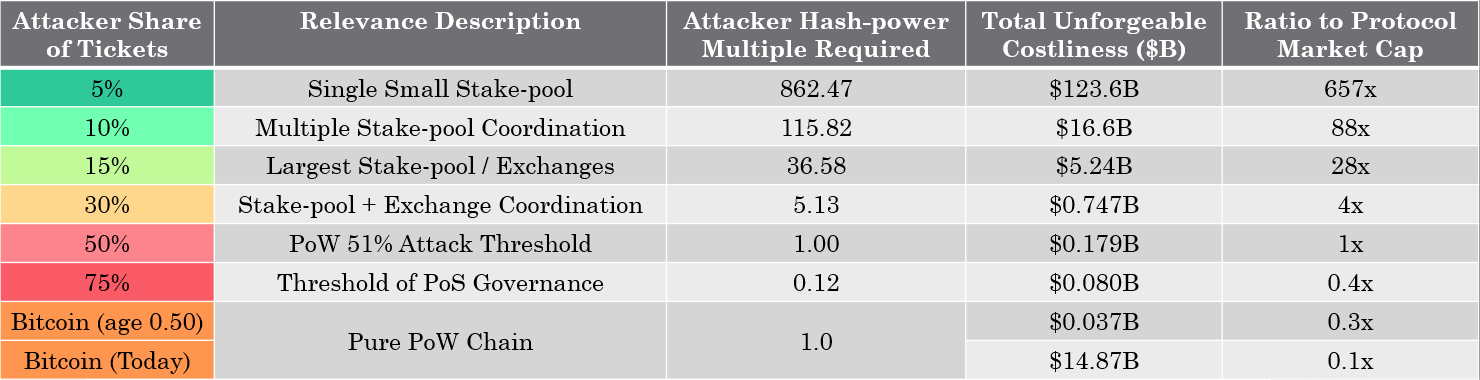 Attacker Share of Tickets Relevance Description Attacker Hash-power Multiple Required Total Unforgeable Costliness ($B) Ratio to Protocol Market Cap
5% Single Small Stake-pool 862.47 $123.6B 657x
10% Multiple Stake-pool Coordination 115.82 $16.6B 88x
15% Largest Stake-pool / Exchanges 36.58 $5.24B 28x
30% Stake-pool + Exchange Coordination 5.13 $0.747B 4x
50% PoW 51% Attack Threshold 1.00 $0.179B 1x
75% Threshold of PoS Governance 0.12 $0.080B 0.4x
Bitcoin (age 0.50) Pure PoW Chain 1.0 $0.037B 0.3x
Bitcoin (Today) $14.87B 0.1x